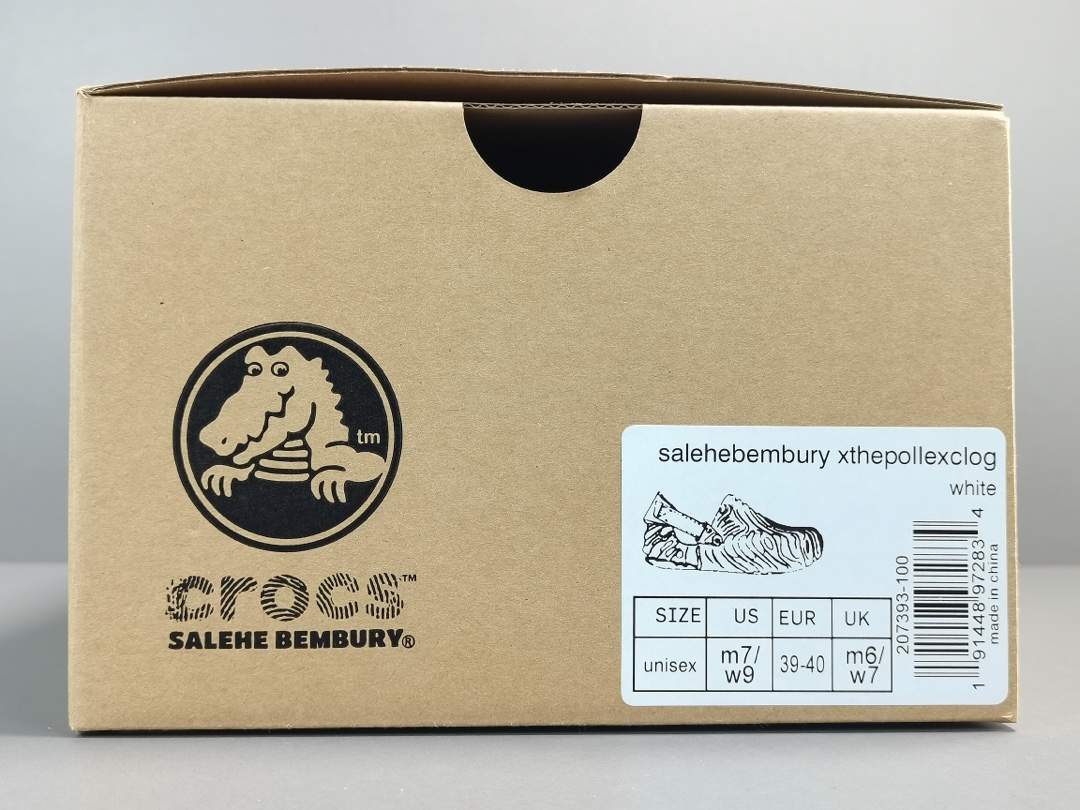 tm
crocs™
SALEHE BEMBURY®
salehebembury xthepollexclog
white
SIZE US EUR UK
unisex m7/w9 39-40 m6/w7
207393-100
1 91448 97283 4
made in china